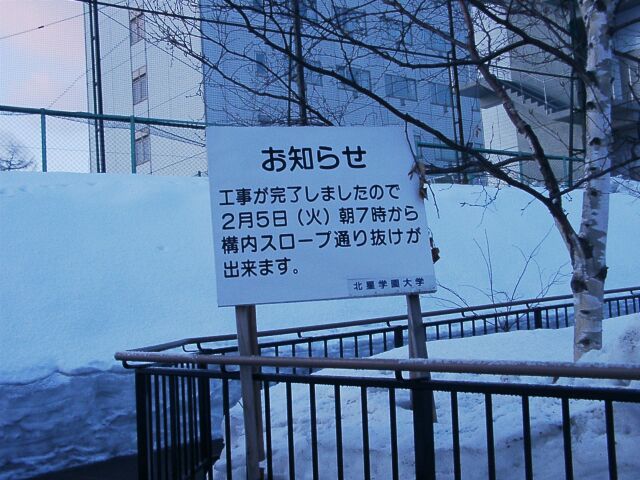 お知らせ
工事が完了しましたので
2月5日（火）朝7時から
構内スロープ通り抜けが
出来ます。
北星学園大学